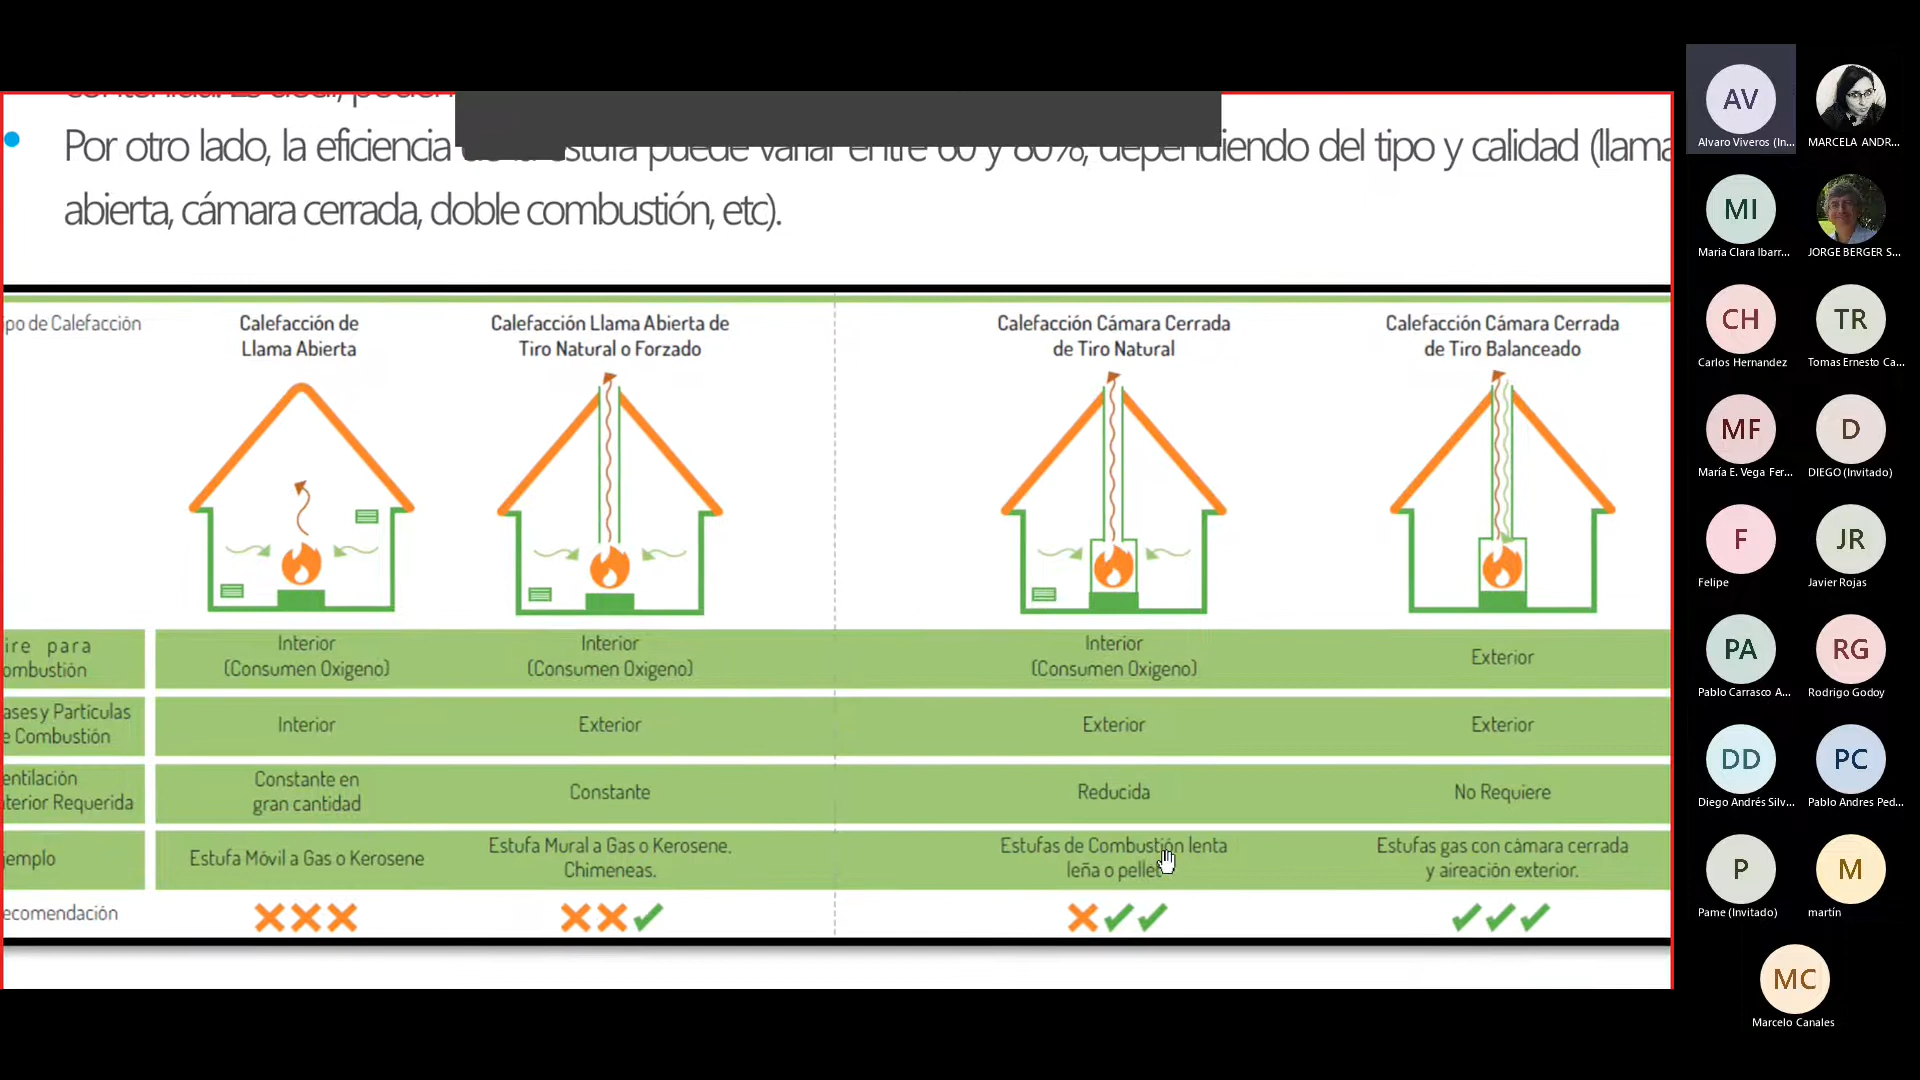 Por otro lado, la eficiencia de la estufa puede variar entre 60 y 80%, dependiendo del tipo y calidad (llama
abierta, cámara cerrada, doble combustión, etc).
po de Calefacción
Calefacción de
Llama Abierta
Calefacción Llama Abierta de
Tiro Natural o Forzado
Calefacción Cámara Cerrada
de Tiro Natural
Calefacción Cámara Cerrada
de Tiro Balanceado
ire para
ombustión
Interior
(Consumen Oxigeno)
Interior
(Consumen Oxigeno)
Interior
(Consumen Oxigeno)
Exterior
ases y Partículas
e Combustión
Interior
Exterior
Exterior
Exterior
entilación
nterior Requerida
Constante en
gran cantidad
Constante
Reducida
No Requiere
jemplo
Estufa Móvil a Gas o Kerosene
Estufa Mural a Gas o Kerosene.
Chimeneas.
Estufas de Combustión lenta
leña o pellet
Estufas gas con cámara cerrada
y aireación exterior.
ecomendación
AV
Alvaro Viveros (In...
MARCELA ANDR...
MI
Maria Clara Ibarr...
JORGE BERGER S...
CH
Carlos Hernandez
TR
Tomas Ernesto Ca...
MF
María E. Vega Fer...
D
DIEGO (Invitado)
F
Felipe
JR
Javier Rojas
PA
Pablo Carrasco A...
RG
Rodrigo Godoy
DD
Diego Andrés Silv...
PC
Pablo Andres Ped...
P
Pame (Invitado)
M
martín
MC
Marcelo Canales